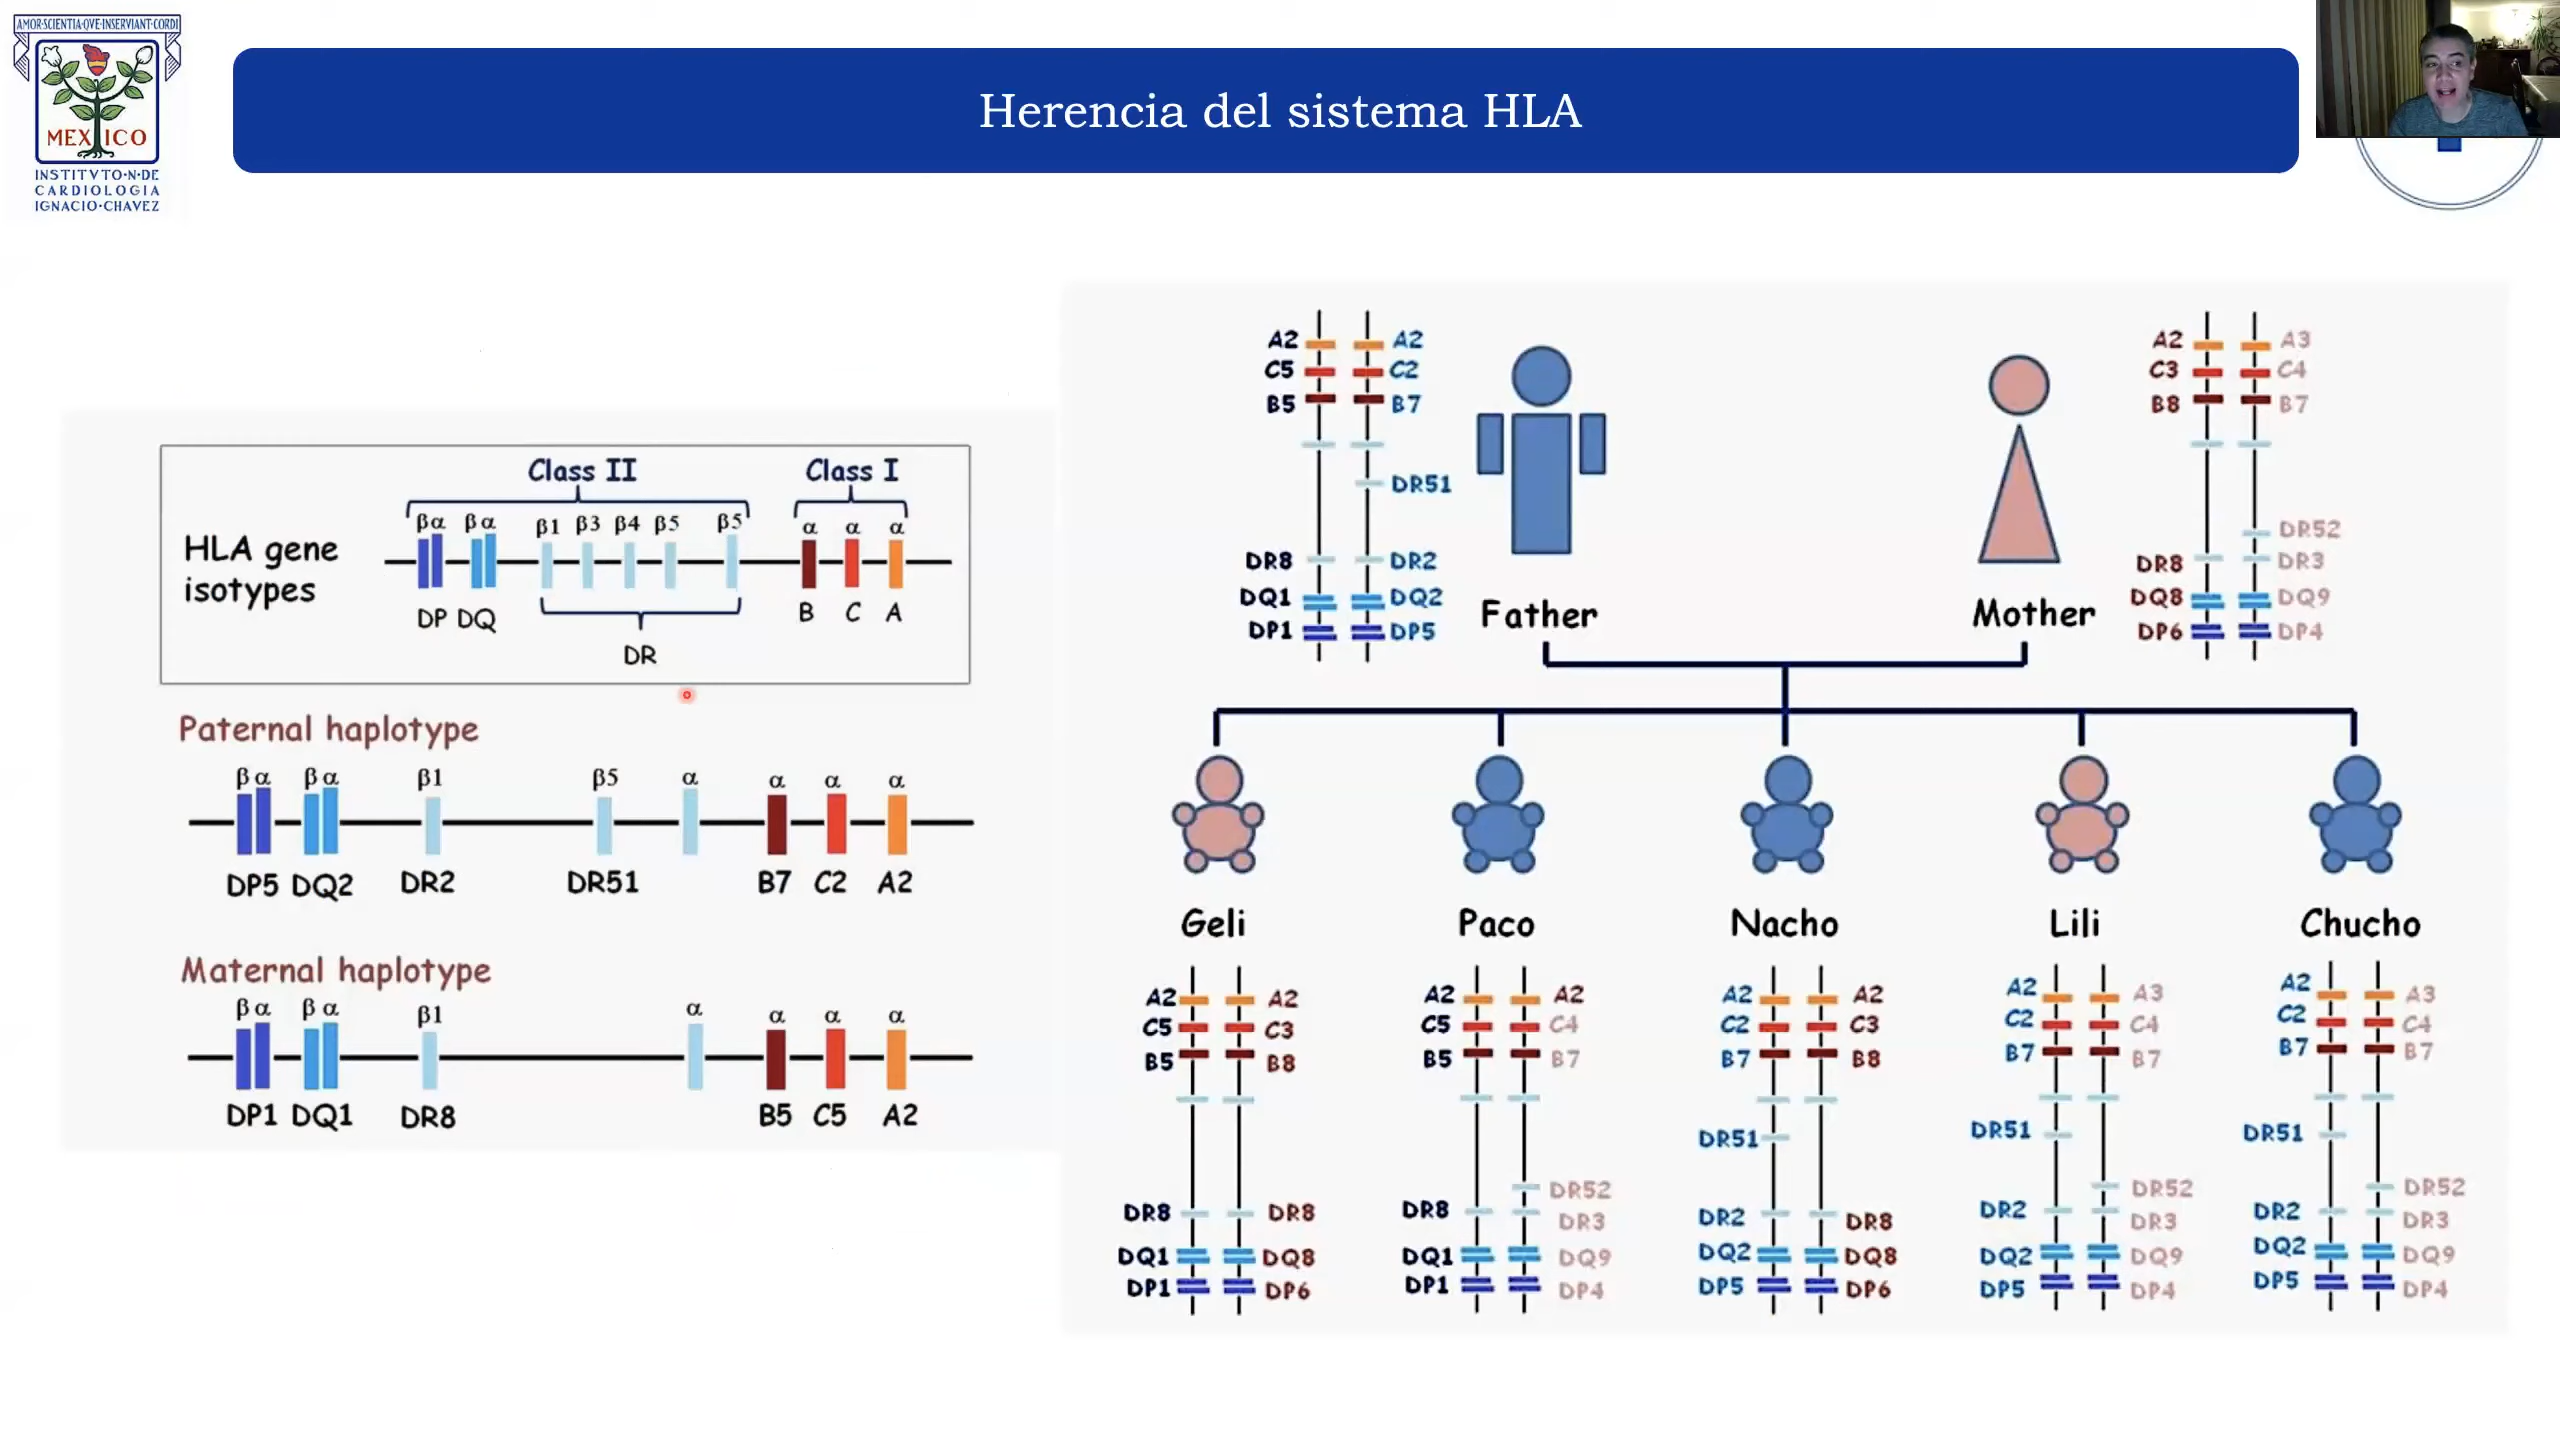 AMOR·SCIENTIA·QVE·INSERVIANT·CORDI
MEXICO
INSTITVTO·N·DE
CARDIOLOGIA
IGNACIO·CHAVEZ
Herencia del sistema HLA
HLA gene
isotypes
Class II
Class I
β α β α β1 β3 β4 β5 β5 α α α
DP DQ B C A
DR
Paternal haplotype
β α β α β1 β5 α α α α
DP5 DQ2 DR2 DR51 B7 C2 A2
Maternal haplotype
β α β α β1 α α α α
DP1 DQ1 DR8 B5 C5 A2
A2 A2
C5 C2
B5 B7
DR51
DR8 DR2
DQ1 DQ2
DP1 DP5
Father
Mother
A2 A3
C3 C4
B8 B7
DR52
DR8 DR3
DQ8 DQ9
DP6 DP4
Geli
A2 A2
C5 C3
B5 B8
DR8 DR8
DQ1 DQ8
DP1 DP6
Paco
A2 A2
C5 C4
B5 B7
DR52
DR8 DR3
DQ1 DQ9
DP1 DP4
Nacho
A2 A2
C2 C3
B7 B8
DR51
DR2 DR8
DQ2 DQ8
DP5 DP6
Lili
A2 A3
C2 C4
B7 B7
DR51
DR52
DR2 DR3
DQ2 DQ9
DP5 DP4
Chucho
A2 A3
C2 C4
B7 B7
DR51
DR52
DR2 DR3
DQ2 DQ9
DP5 DP4